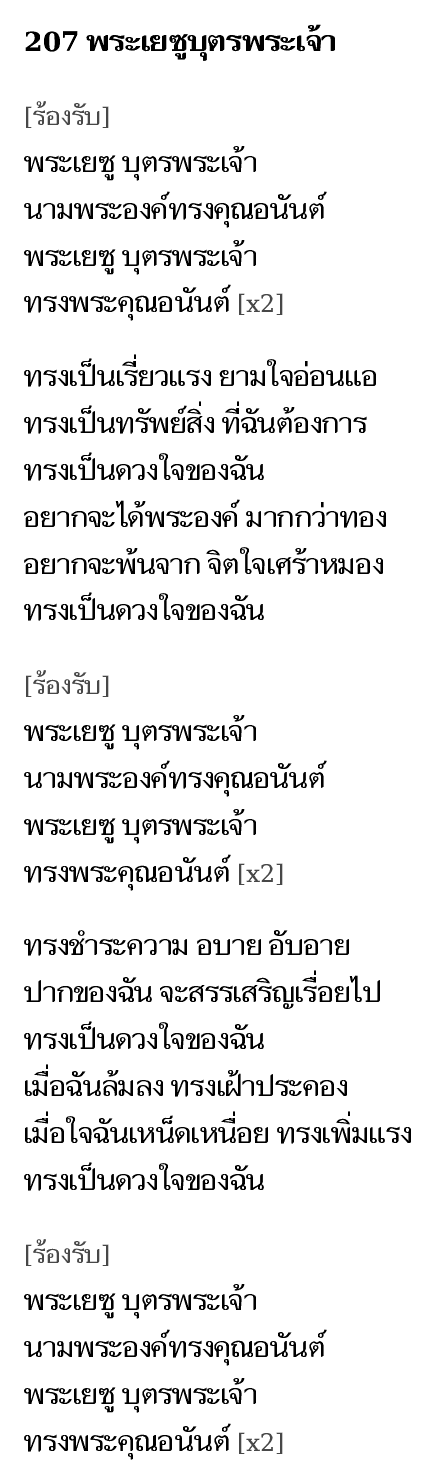 207 พระเยซูบุตรพระเจ้า
[ร้องรับ]
พระเยซู บุตรพระเจ้า
นามพระองค์ทรงคุณอนันต์
พระเยซู บุตรพระเจ้า
ทรงพระคุณอนันต์ [x2]
ทรงเป็นเรี่ยวแรง ยามใจอ่อนแอ
ทรงเป็นทรัพย์สิ่ง ที่ฉันต้องการ
ทรงเป็นดวงใจของฉัน
อยากจะได้พระองค์ มากกว่าทอง
อยากจะพ้นจาก จิตใจเศร้าหมอง
ทรงเป็นดวงใจของฉัน
[ร้องรับ]
พระเยซู บุตรพระเจ้า
นามพระองค์ทรงคุณอนันต์
พระเยซู บุตรพระเจ้า
ทรงพระคุณอนันต์ [x2]
ทรงชำระความ อบาย อับอาย
ปากของฉัน จะสรรเสริญเรื่อยไป
ทรงเป็นดวงใจของฉัน
เมื่อฉันล้มลง ทรงเฝ้าประคอง
เมื่อใจฉันเหน็ดเหนื่อย ทรงเพิ่มแรง
ทรงเป็นดวงใจของฉัน
[ร้องรับ]
พระเยซู บุตรพระเจ้า
นามพระองค์ทรงคุณอนันต์
พระเยซู บุตรพระเจ้า
ทรงพระคุณอนันต์ [x2]